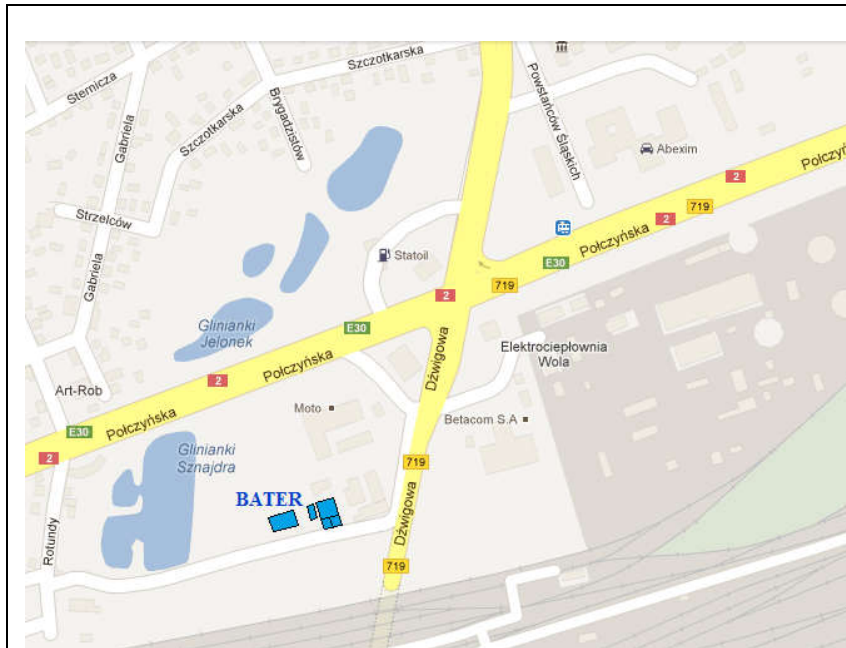 Szczotkarska
Sternicza
Gabriela
Szczotkarska
Brygadzistów
Powstańców Śląskich
Abexim
Połczyńska
2
719
2
Strzelców
Połczyńska
E30
719
Statoil
Gabriela
2
Glinianki
Jelonek
E30
Połczyńska
2
Dźwigowa
Elektrociepłownia
Wola
Art-Rob
Moto
Betacom S.A
E30
Połczyńska
2
Glinianki
Sznajdra
719
BATER
Rotundy
Dźwigowa
719